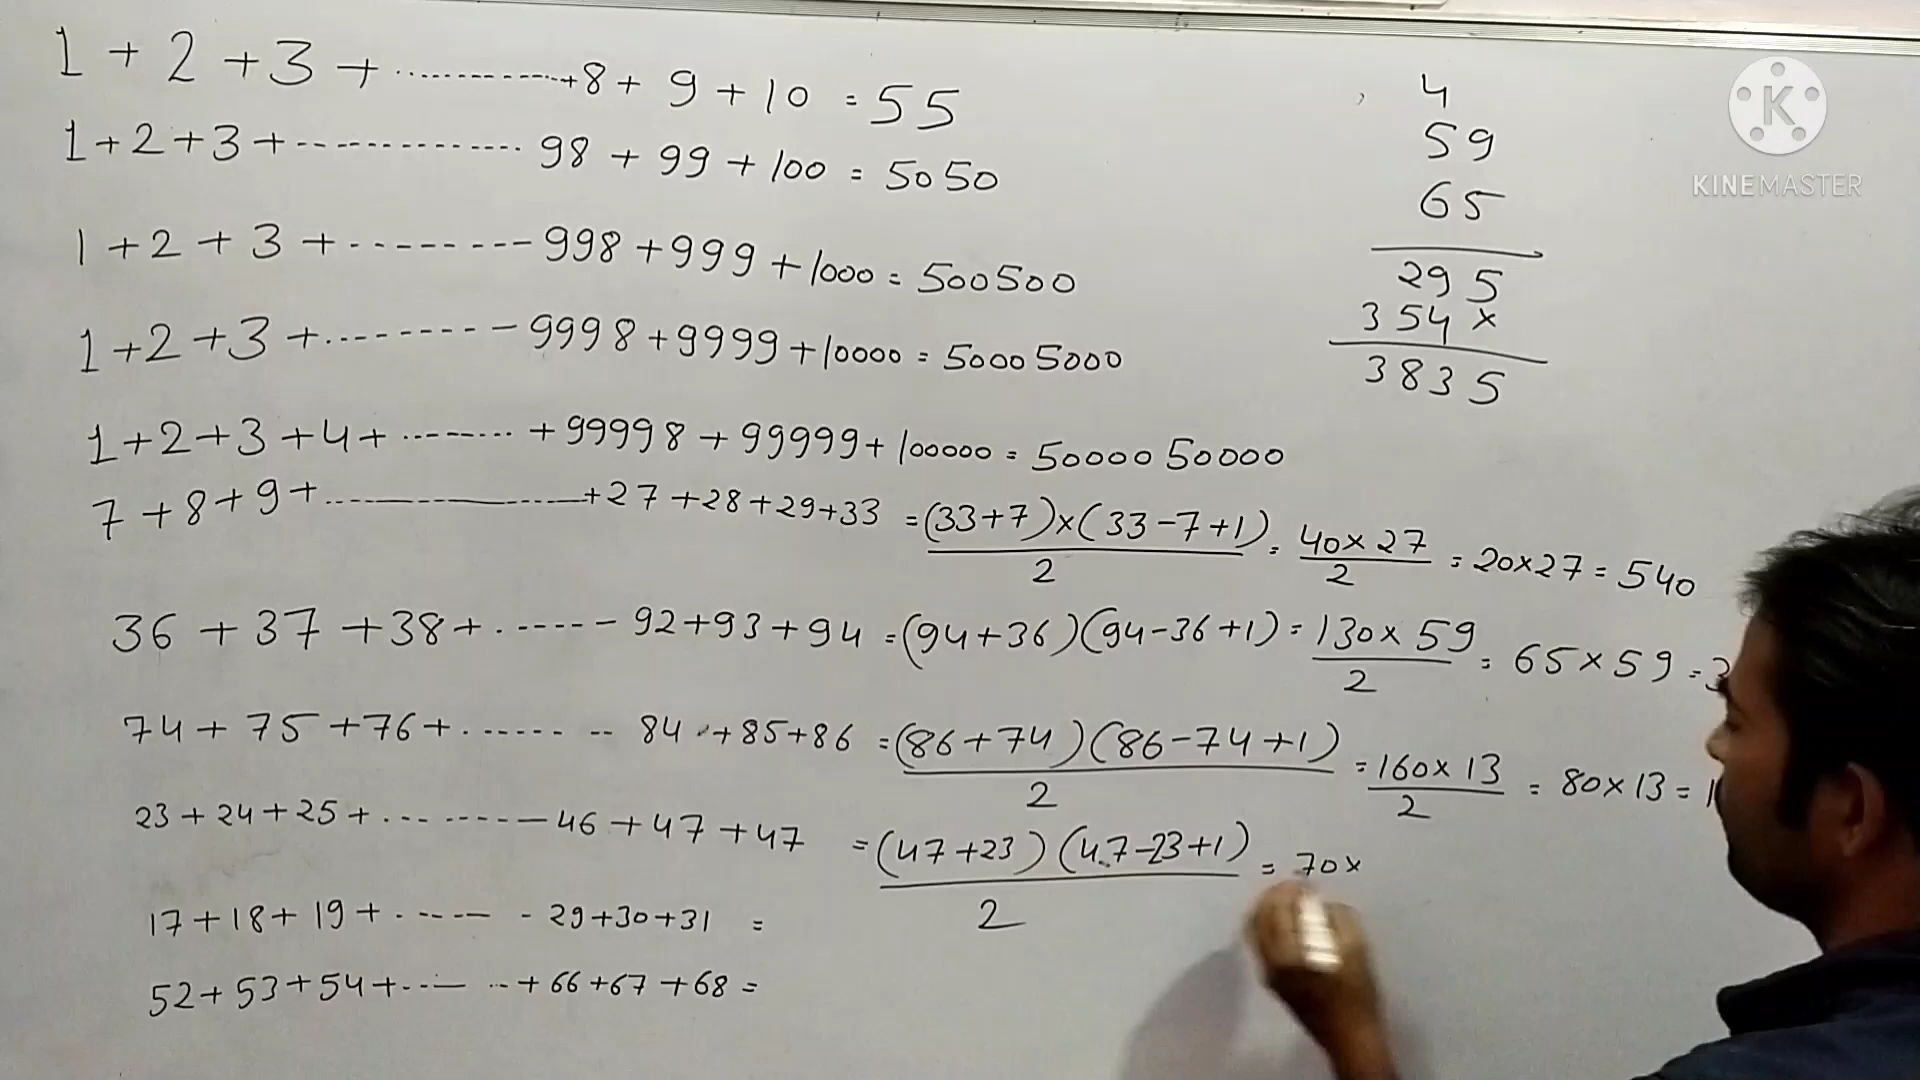 1 + 2 + 3 + ............+8 + 9 + 10 = 55
1+2+3+ ............. 98 + 99 + 100 = 5050
1 + 2 + 3 + -------- 998 +999 +1000 = 500500
1+2+3 +.-------- 9998+9999+10000 = 50005000
1+2+3+4+ ........ +99998 + 99999+100000 = 5000050000
7+8+9+ ..............+27+28+29+33 = (33+7)×(33-7+1)/2 = 40×27/2 = 20×27 = 540
36 + 37 + 38+ ------ 92+93+94 = (94+36)(94-36+1) = 130×59/2 = 65×59 = 3
74+ 75 +76+ ........ 84 +85+86 = (86+74)(86-74+1)/2 = 160×13/2 = 80×13 = 1
23+24+25+ ......... 46+47+47 = (47+23)(47-23+1)/2 = 70×
17+18+19+ ....... 29+30+31 =
52+53+54+...... +66+67+68=
4
59
65
295
354×
3835
K
KINEMASTER